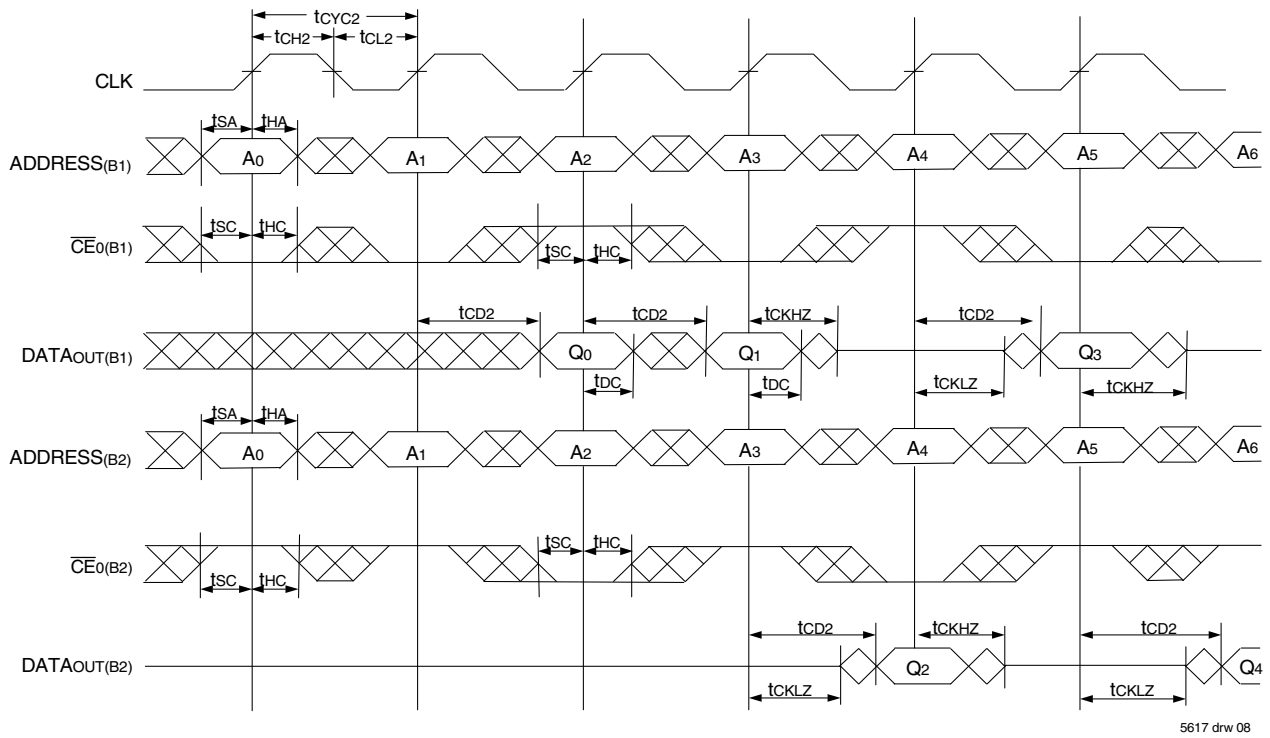 tCYC2
tCH2 tCL2
CLK
tSA tHA
ADDRESS(B1) A0 A1 A2 A3 A4 A5 A6
tSC tHC
CE0(B1)
tSC tHC
tCD2 tCD2 tCKHZ tCD2
DATAOUT(B1) Q0 Q1 Q3
tDC tDC tCKLZ tCKHZ
tSA tHA
ADDRESS(B2) A0 A1 A2 A3 A4 A5 A6
tSC tHC
CE0(B2)
tSC tHC
tCD2 tCKHZ tCD2
DATAOUT(B2) Q2 Q4
tCKLZ tCKLZ
5617 drw 08